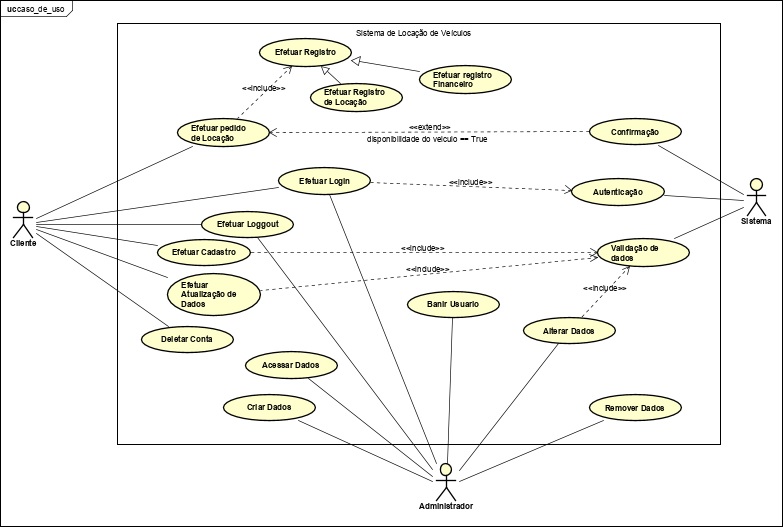 uccaso_de_uso
Sistema de Locação de Veículos
Efetuar Registro
Efetuar registro
Financeiro
<<include>>
Efetuar Registro
de Locação
Efetuar pedido
de Locação
<<extend>>
disponibilidade do veiculo == True
Confirmação
Efetuar Login
<<include>>
Autenticação
Cliente
Sistema
Efetuar Loggout
Efetuar Cadastro
<<include>>
Validação de
dados
<<include>>
Efetuar
Atualização de
Dados
<<include>>
Banir Usuario
Alterar Dados
Deletar Conta
Acessar Dados
Criar Dados
Remover Dados
Administrador